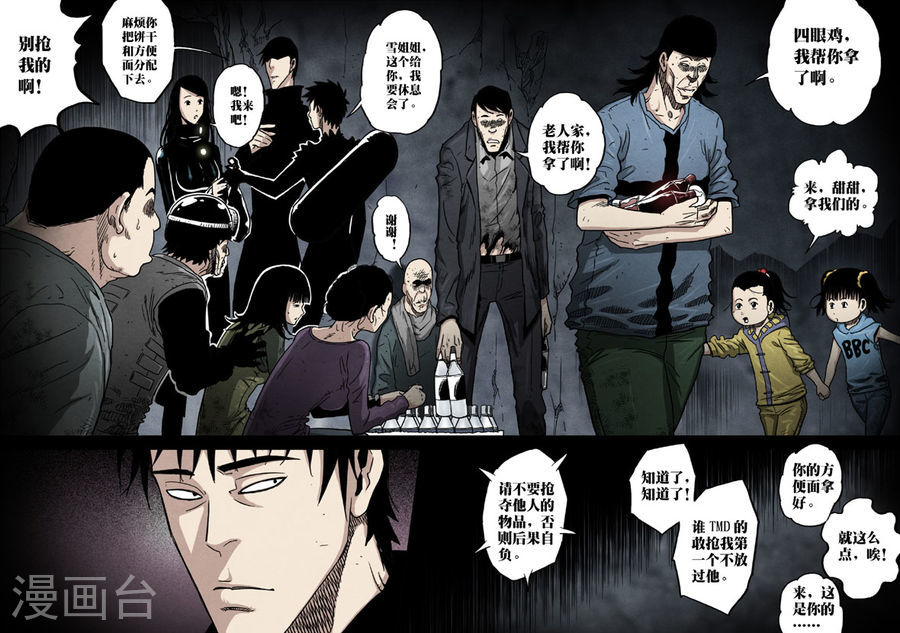 别抢
我的
啊！
麻烦你
把饼干
和方便
面分配
下去。
嗯！
我来
吧！
雪姐姐，
这个给
你，我
要休息
会了。
谢谢
！
老人家，
我帮你
拿了啊！
四眼鸡，
我帮你拿
了啊。
来，甜甜，
拿我们的。
BBC
请不要抢
夺他人的
物品，否
则后果自
负。
知道了，
知道了！
谁 TMD 的
敢抢我第
一个不放
过他。
你的方
便面拿
好。
就这么
点，唉！
来，这
是你的
……
漫画台